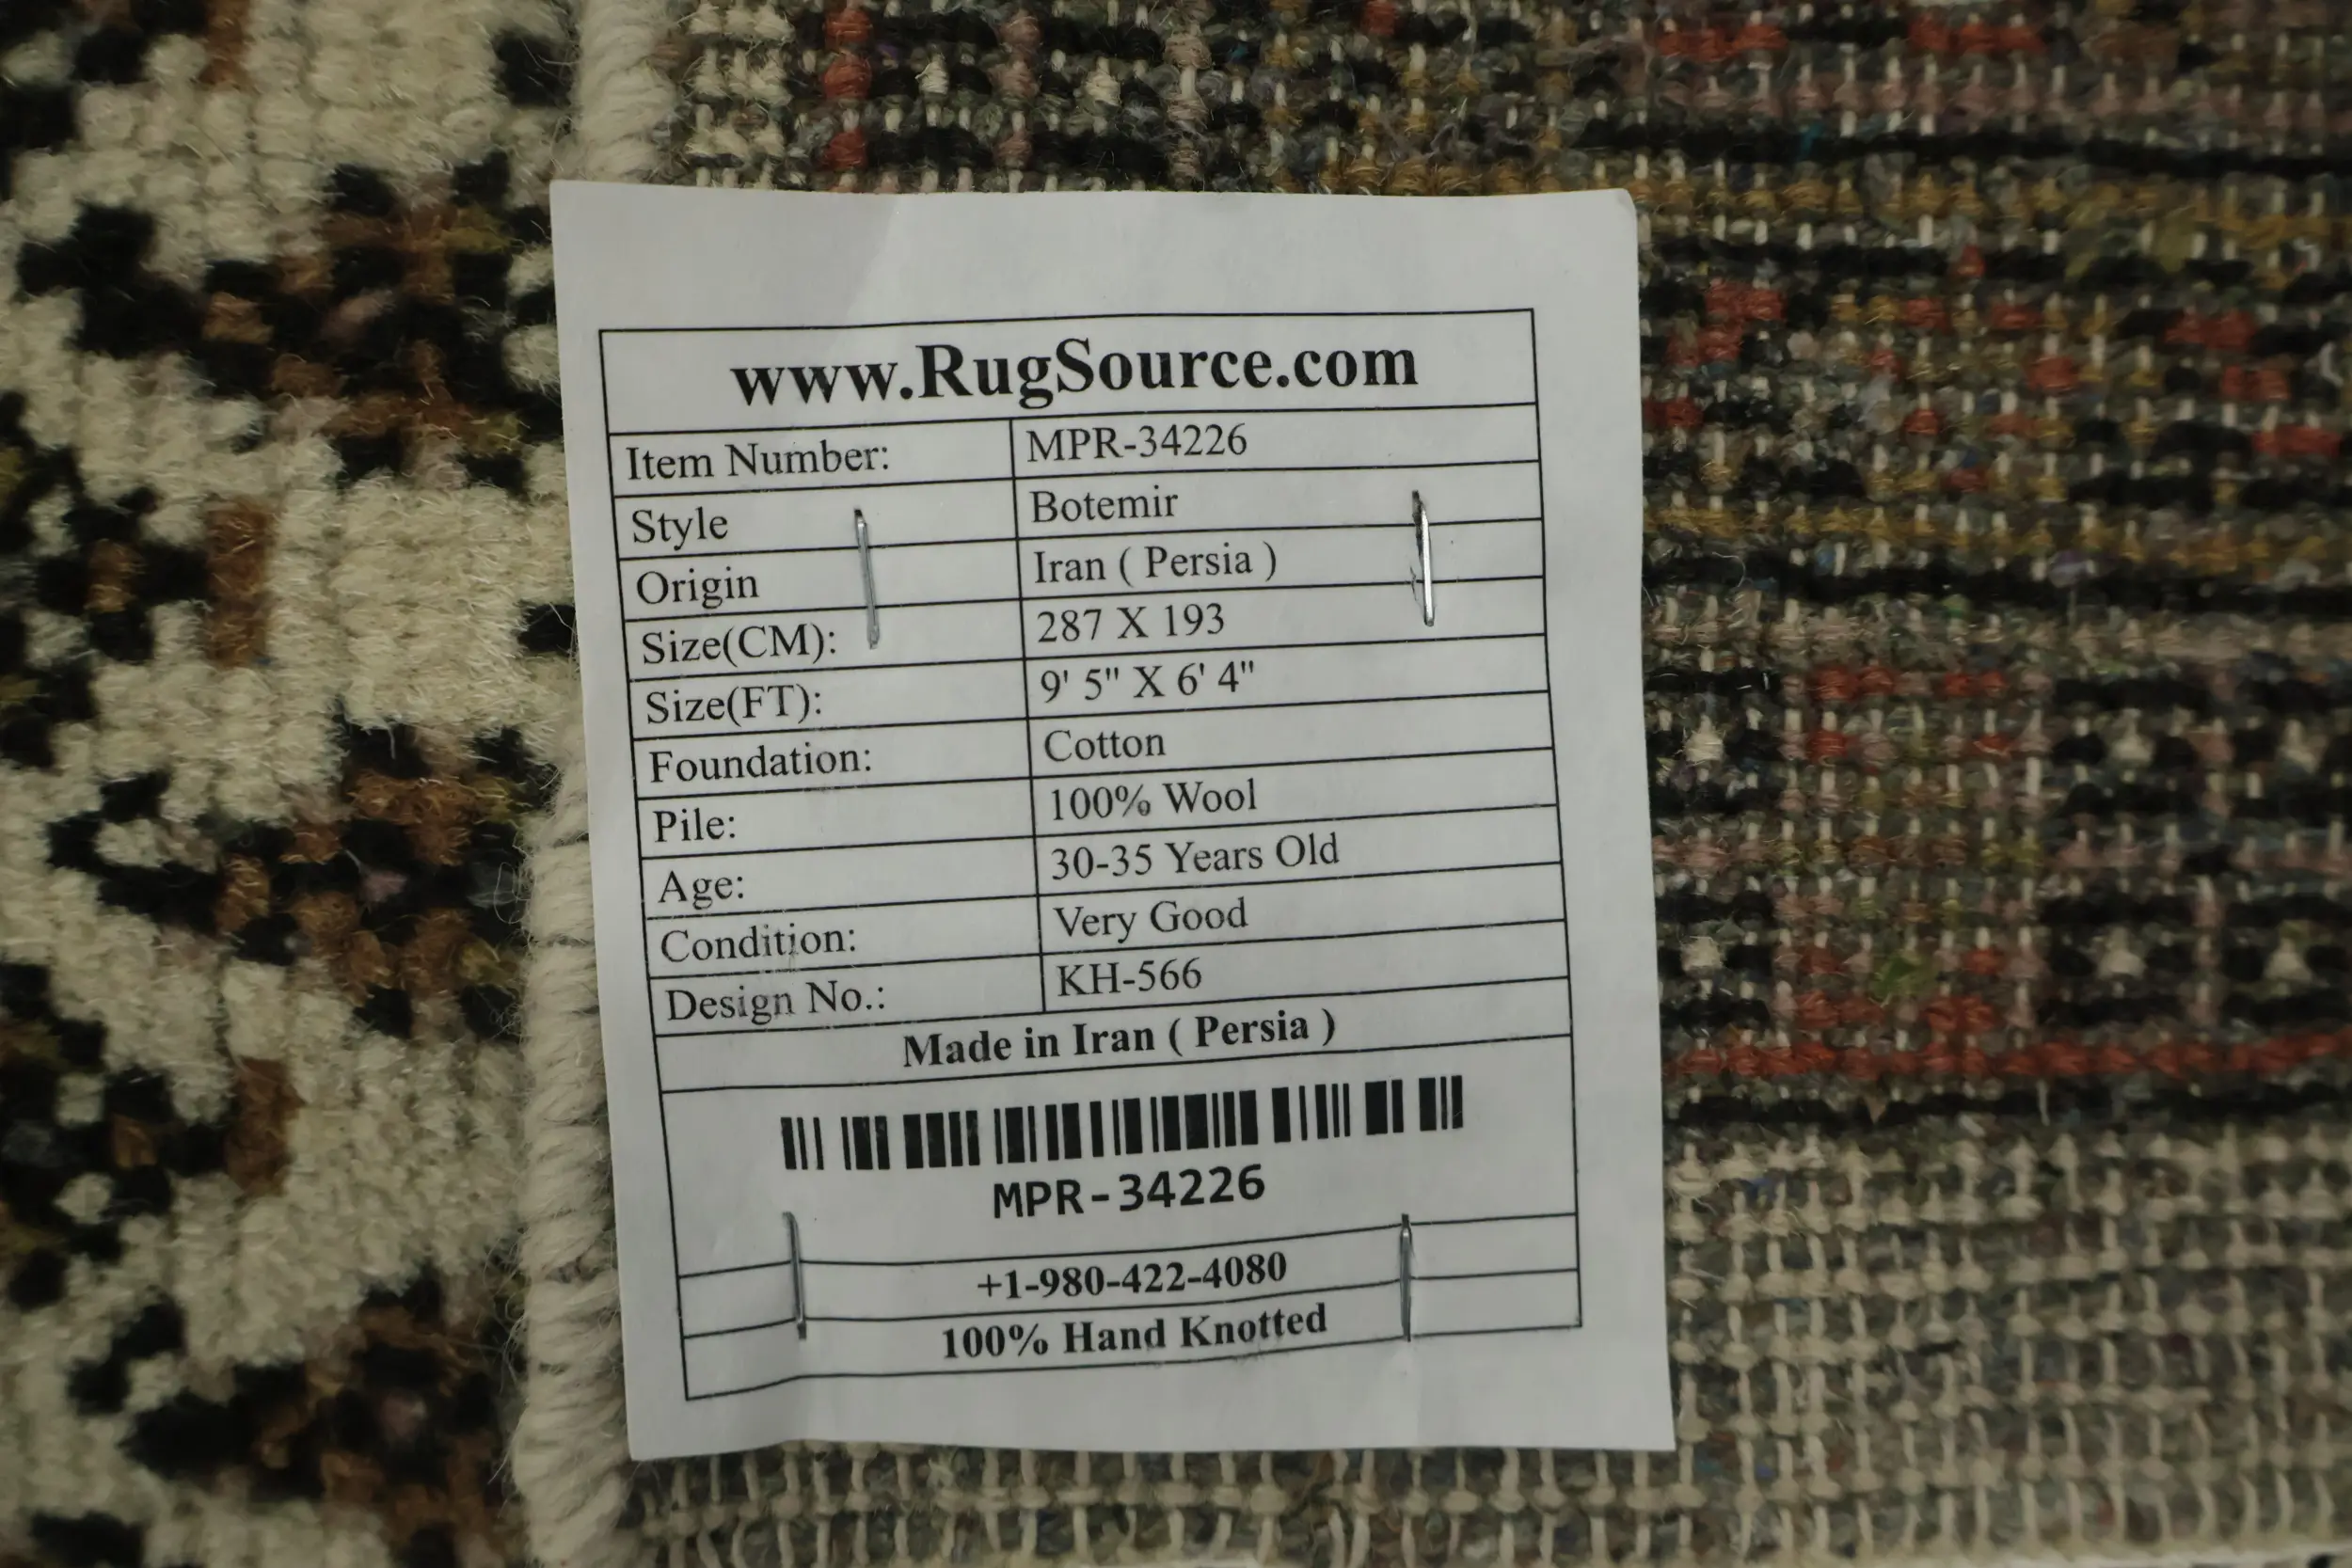 www.RugSource.com
Item Number: MPR-34226
Style Botemir
Origin Iran ( Persia )
Size(CM): 287 X 193
Size(FT): 9' 5" X 6' 4"
Foundation: Cotton
Pile: 100% Wool
Age: 30-35 Years Old
Condition: Very Good
Design No.: KH-566
Made in Iran ( Persia )
MPR-34226
+1-980-422-4080
100% Hand Knotted